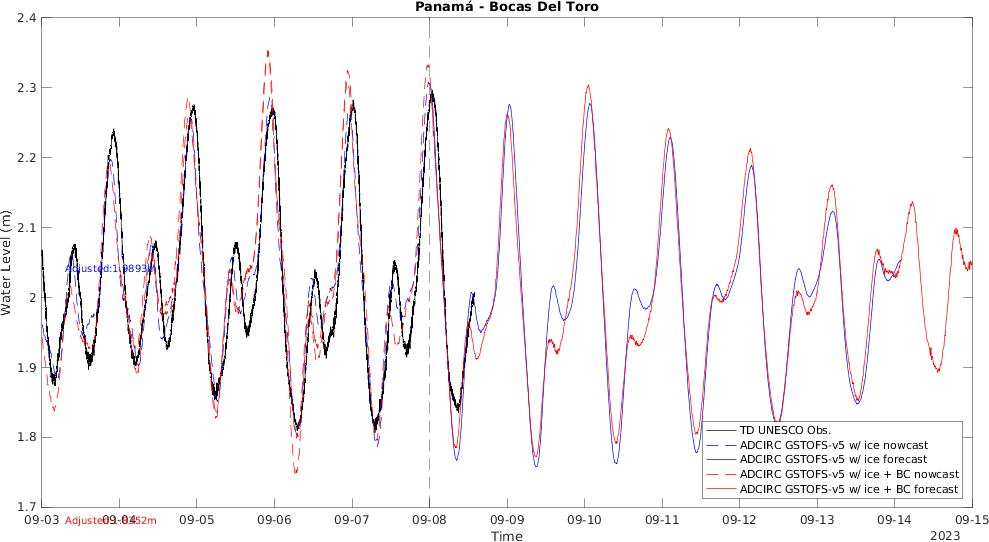 Panamá - Bocas Del Toro
Water Level (m)
2.4
2.3
2.2
2.1
2
1.9
1.8
1.7
TD UNESCO Obs.
ADCIRC GSTOFS-v5 w/ ice nowcast
ADCIRC GSTOFS-v5 w/ ice forecast
ADCIRC GSTOFS-v5 w/ ice + BC nowcast
ADCIRC GSTOFS-v5 w/ ice + BC forecast
09-03 09-04 09-05 09-06 09-07 09-08 09-09 09-10 09-11 09-12 09-13 09-14 09-15
Time
2023